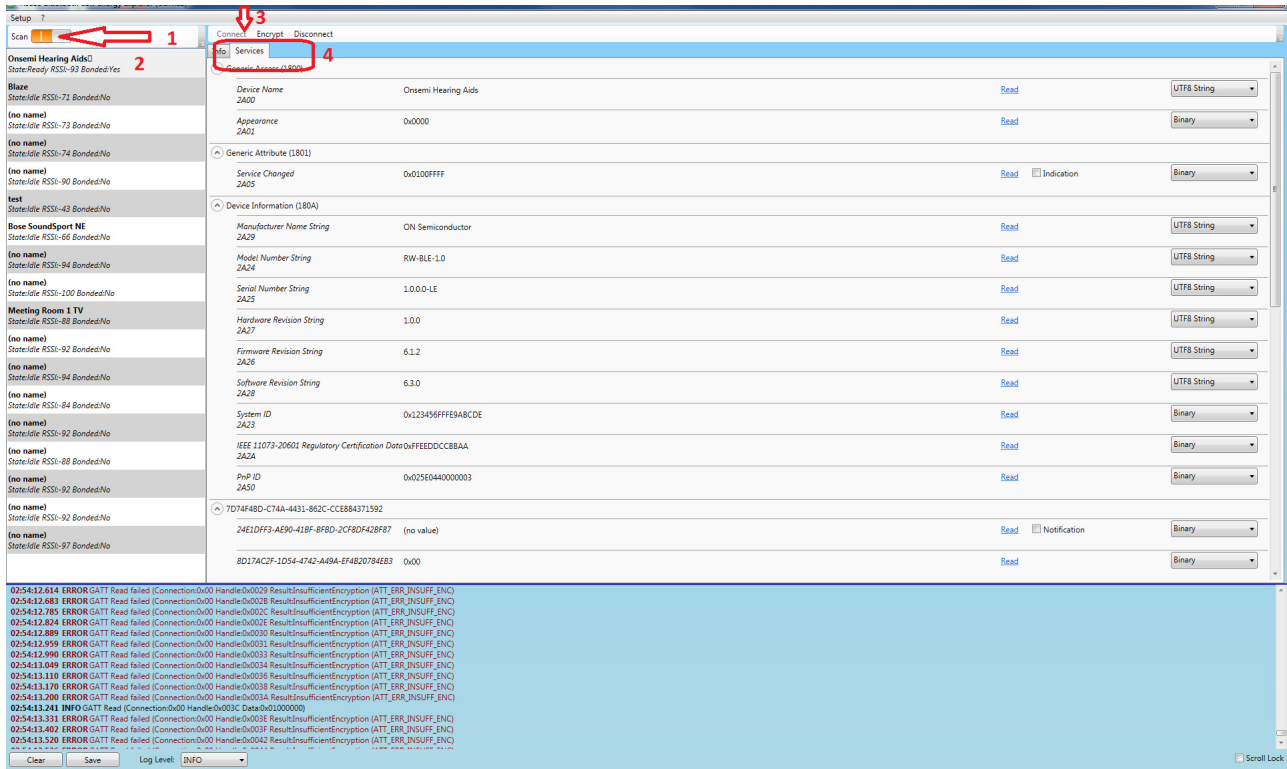 Setup ?
Scan
1
3
Connect Encrypt Disconnect
Info Services
4
Onsemi Hearing Aids
State:Ready RSSI:-93 Bonded:Yes
2
Blaze
State:Idle RSSI:-71 Bonded:No
(no name)
State:Idle RSSI:-73 Bonded:No
(no name)
State:Idle RSSI:-74 Bonded:No
(no name)
State:Idle RSSI:-90 Bonded:No
test
State:Idle RSSI:-43 Bonded:No
Bose SoundSport NE
State:Idle RSSI:-66 Bonded:No
(no name)
State:Idle RSSI:-94 Bonded:No
(no name)
State:Idle RSSI:-100 Bonded:No
Meeting Room 1 TV
State:Idle RSSI:-88 Bonded:No
(no name)
State:Idle RSSI:-92 Bonded:No
(no name)
State:Idle RSSI:-94 Bonded:No
(no name)
State:Idle RSSI:-84 Bonded:No
(no name)
State:Idle RSSI:-92 Bonded:No
(no name)
State:Idle RSSI:-88 Bonded:No
(no name)
State:Idle RSSI:-92 Bonded:No
(no name)
State:Idle RSSI:-92 Bonded:No
(no name)
State:Idle RSSI:-97 Bonded:No
Generic Access (1800)
Device Name Onsemi Hearing Aids Read UTF8 String
2A00
Appearance 0x0000 Read Binary
2A01
Generic Attribute (1801)
Service Changed 0x0100FFFF Read Indication Binary
2A05
Device Information (180A)
Manufacturer Name String ON Semiconductor Read UTF8 String
2A29
Model Number String RW-BLE-1.0 Read UTF8 String
2A24
Serial Number String 1.0.0.0-LE Read UTF8 String
2A25
Hardware Revision String 1.0.0 Read UTF8 String
2A27
Firmware Revision String 6.1.2 Read UTF8 String
2A26
Software Revision String 6.3.0 Read UTF8 String
2A28
System ID 0x123456FFFE9ABCDE Read Binary
2A23
IEEE 11073-20601 Regulatory Certification Data 0xFFEEDDCCBBAA Read Binary
2A2A
PnP ID 0x025E0440000003 Read Binary
2A50
7D74F4BD-C74A-4431-862C-CCE884371592
24E1DFF3-AE90-41BF-BFBD-2CF8DF42BF87 (no value) Read Notification Binary
8D17AC2F-1D54-4742-A49A-EF4B20784EB3 0x00 Read Binary
02:54:12.614 ERROR GATT Read failed (Connection:0x00 Handle:0x0029 Result:InsufficientEncryption (ATT_ERR_INSUFF_ENC)
02:54:12.683 ERROR GATT Read failed (Connection:0x00 Handle:0x002B Result:InsufficientEncryption (ATT_ERR_INSUFF_ENC)
02:54:12.785 ERROR GATT Read failed (Connection:0x00 Handle:0x002C Result:InsufficientEncryption (ATT_ERR_INSUFF_ENC)
02:54:12.824 ERROR GATT Read failed (Connection:0x00 Handle:0x002E Result:InsufficientEncryption (ATT_ERR_INSUFF_ENC)
02:54:12.889 ERROR GATT Read failed (Connection:0x00 Handle:0x0030 Result:InsufficientEncryption (ATT_ERR_INSUFF_ENC)
02:54:12.959 ERROR GATT Read failed (Connection:0x00 Handle:0x0031 Result:InsufficientEncryption (ATT_ERR_INSUFF_ENC)
02:54:12.990 ERROR GATT Read failed (Connection:0x00 Handle:0x0033 Result:InsufficientEncryption (ATT_ERR_INSUFF_ENC)
02:54:13.049 ERROR GATT Read failed (Connection:0x00 Handle:0x0034 Result:InsufficientEncryption (ATT_ERR_INSUFF_ENC)
02:54:13.110 ERROR GATT Read failed (Connection:0x00 Handle:0x0036 Result:InsufficientEncryption (ATT_ERR_INSUFF_ENC)
02:54:13.170 ERROR GATT Read failed (Connection:0x00 Handle:0x0038 Result:InsufficientEncryption (ATT_ERR_INSUFF_ENC)
02:54:13.200 ERROR GATT Read failed (Connection:0x00 Handle:0x003A Result:InsufficientEncryption (ATT_ERR_INSUFF_ENC)
02:54:13.241 INFO GATT Read (Connection:0x00 Handle:0x003C Data:0x01000000)
02:54:13.331 ERROR GATT Read failed (Connection:0x00 Handle:0x003E Result:InsufficientEncryption (ATT_ERR_INSUFF_ENC)
02:54:13.402 ERROR GATT Read failed (Connection:0x00 Handle:0x003F Result:InsufficientEncryption (ATT_ERR_INSUFF_ENC)
02:54:13.520 ERROR GATT Read failed (Connection:0x00 Handle:0x0042 Result:InsufficientEncryption (ATT_ERR_INSUFF_ENC)
Clear Save Log Level: INFO Scroll Lock